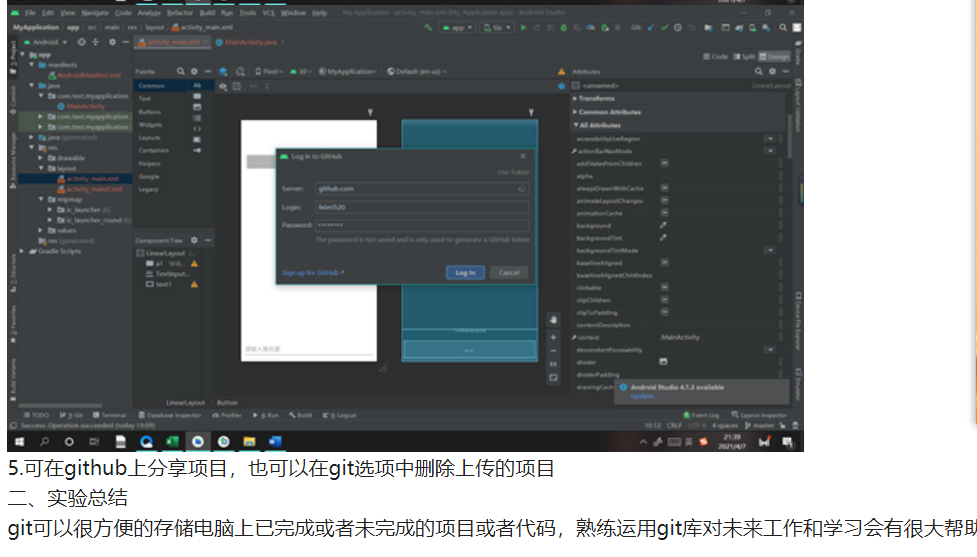 File Edit View Navigate Code Analyze Refactor Build Run Tools VCS Window Help My Application - activity_main.xml [My_Application.app] - Android Studio
MyApplication app src main res layout activity_main.xml
app
Android
activity_main.xml
MainActivity.java
Code Split Design
app
manifests
AndroidManifest.xml
java
com.test.myapplication
MainActivity
com.test.myapplication
com.test.myapplication
java (generated)
res
drawable
layout
activity_main.xml
activity_main2.xml
mipmap
ic_launcher (6)
ic_launcher_round (6)
values
res (generated)
Gradle Scripts
Palette
Common
Text
Buttons
Widgets
Layouts
Containers
Helpers
Google
Legacy
Ab
Component Tree
LinearLayout
a1
TextInput...
text1
Pixel
30
MyApplication
Default (en-us)
Log In to GitHub
Use Token
Server: github.com
Login:
Password: ********
The password is not saved and is only used to generate a GitHub token
Sign up for GitHub
Log In
Cancel
Attributes
<unnamed> LinearLayout
Transforms
Common Attributes
All Attributes
accessibilityLiveRegion
actionBarNavMode
addStatesFromChildren
alpha
alwaysDrawnWithCache
animateLayoutChanges
animationCache
background
backgroundTint
backgroundTintMode
baselineAligned
baselineAlignedChildIndex
clickable
clipChildren
clipToPadding
contentDescription
context .MainActivity
descendantFocusability
divider
dividerPadding
drawingCach
Android Studio 4.1.3 available
Update...
LinearLayout Button
TODO Git Terminal Database Inspector Profiler Run Build Logcat Event Log Layout Inspector
Success: Operation succeeded (today 19:09)
10:12 CRLF UTF-8 4 spaces master
21:39
2021/4/7
5.可在github上分享项目，也可以在git选项中删除上传的项目
二、实验总结
git可以很方便的存储电脑上已完成或者未完成的项目或者代码，熟练运用git库对未来工作和学习会有很大帮助